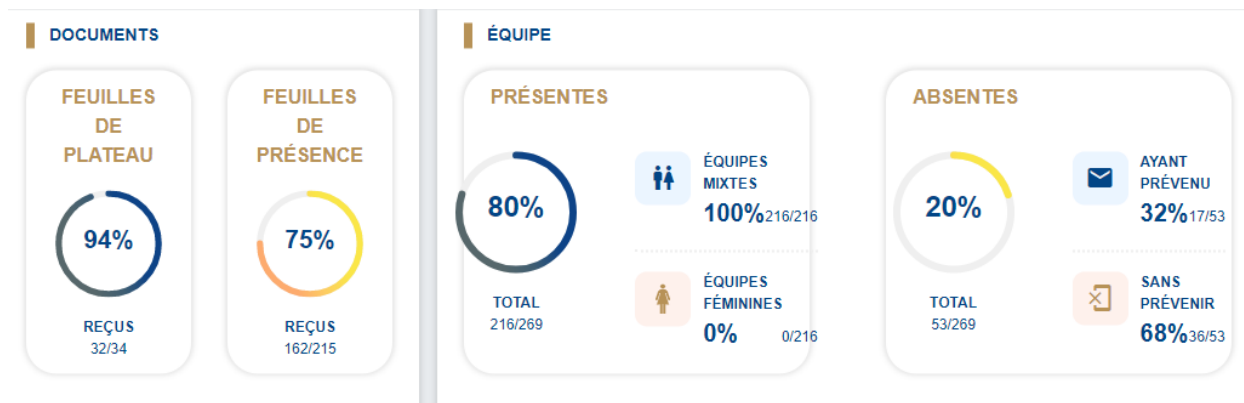 DOCUMENTS
FEUILLES
DE
PLATEAU
94%
REÇUS
32/34
FEUILLES
DE
PRÉSENCE
75%
REÇUS
162/215
ÉQUIPE
PRÉSENTES
80%
TOTAL
216/269
ÉQUIPES
MIXTES
100% 216/216
ÉQUIPES
FÉMININES
0% 0/216
ABSENTES
20%
TOTAL
53/269
AYANT
PRÉVENU
32% 17/53
SANS
PRÉVENIR
68% 36/53